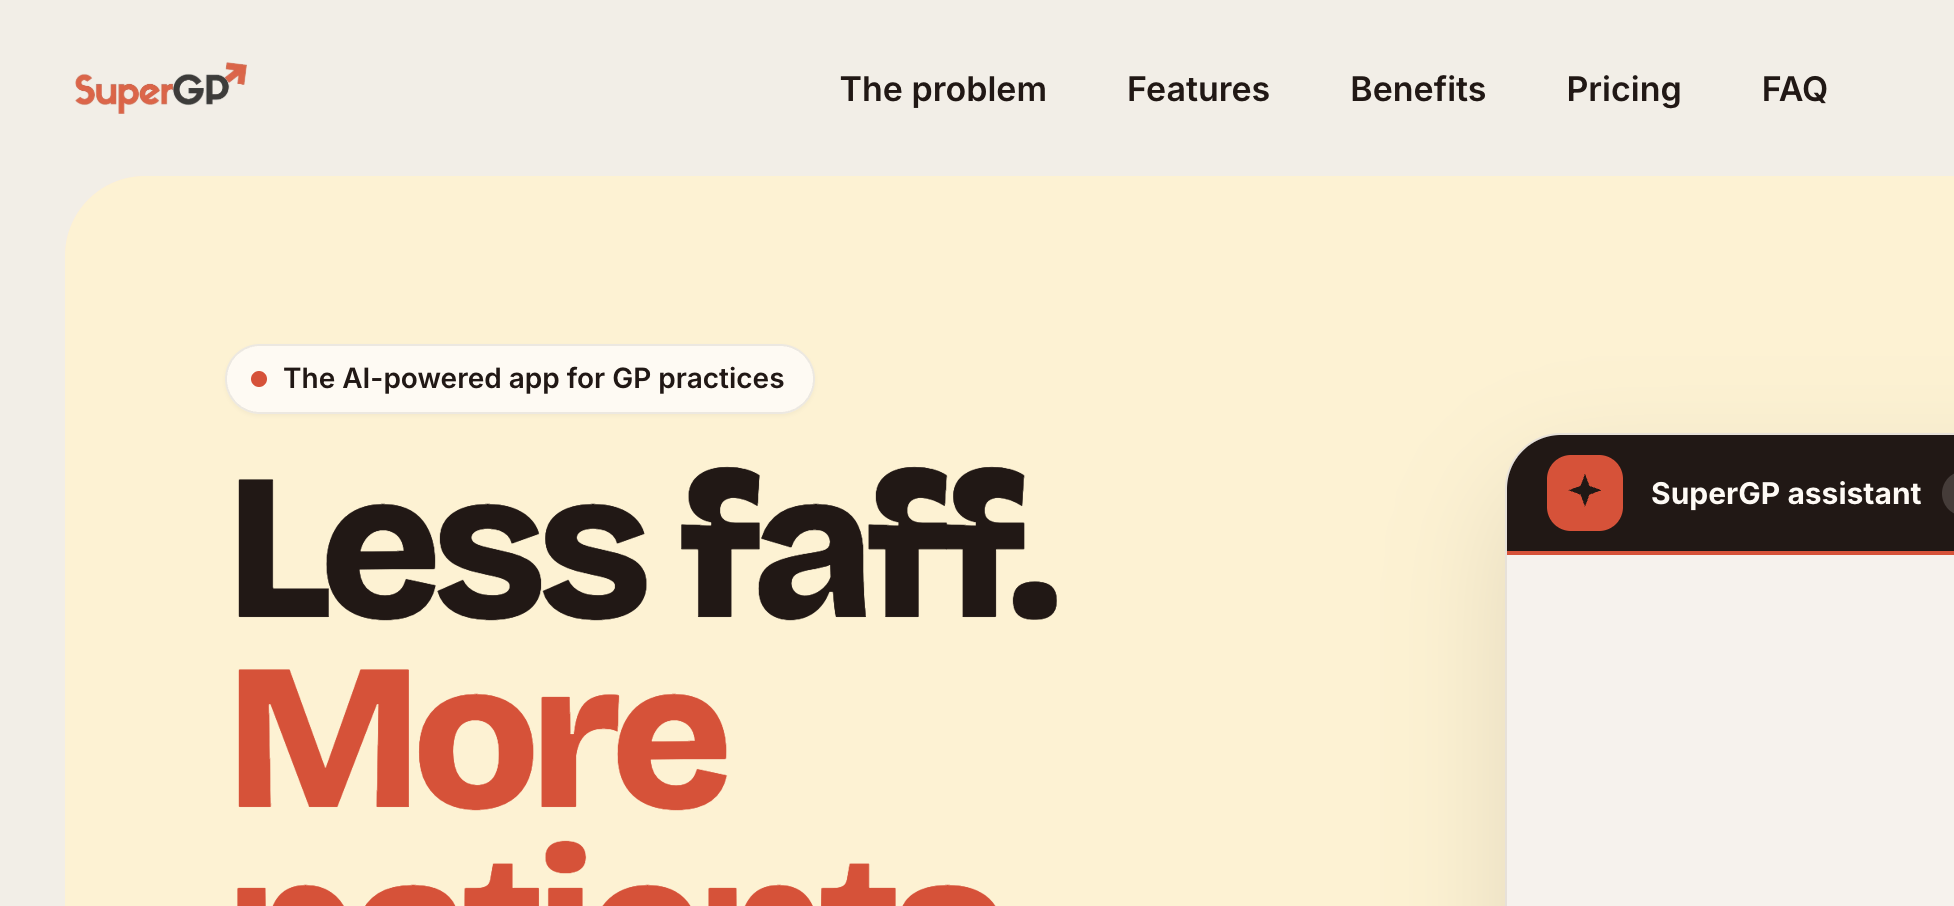 SuperGP
The problem
Features
Benefits
Pricing
FAQ
The AI-powered app for GP practices
Less faff.
More
patients
SuperGP assistant